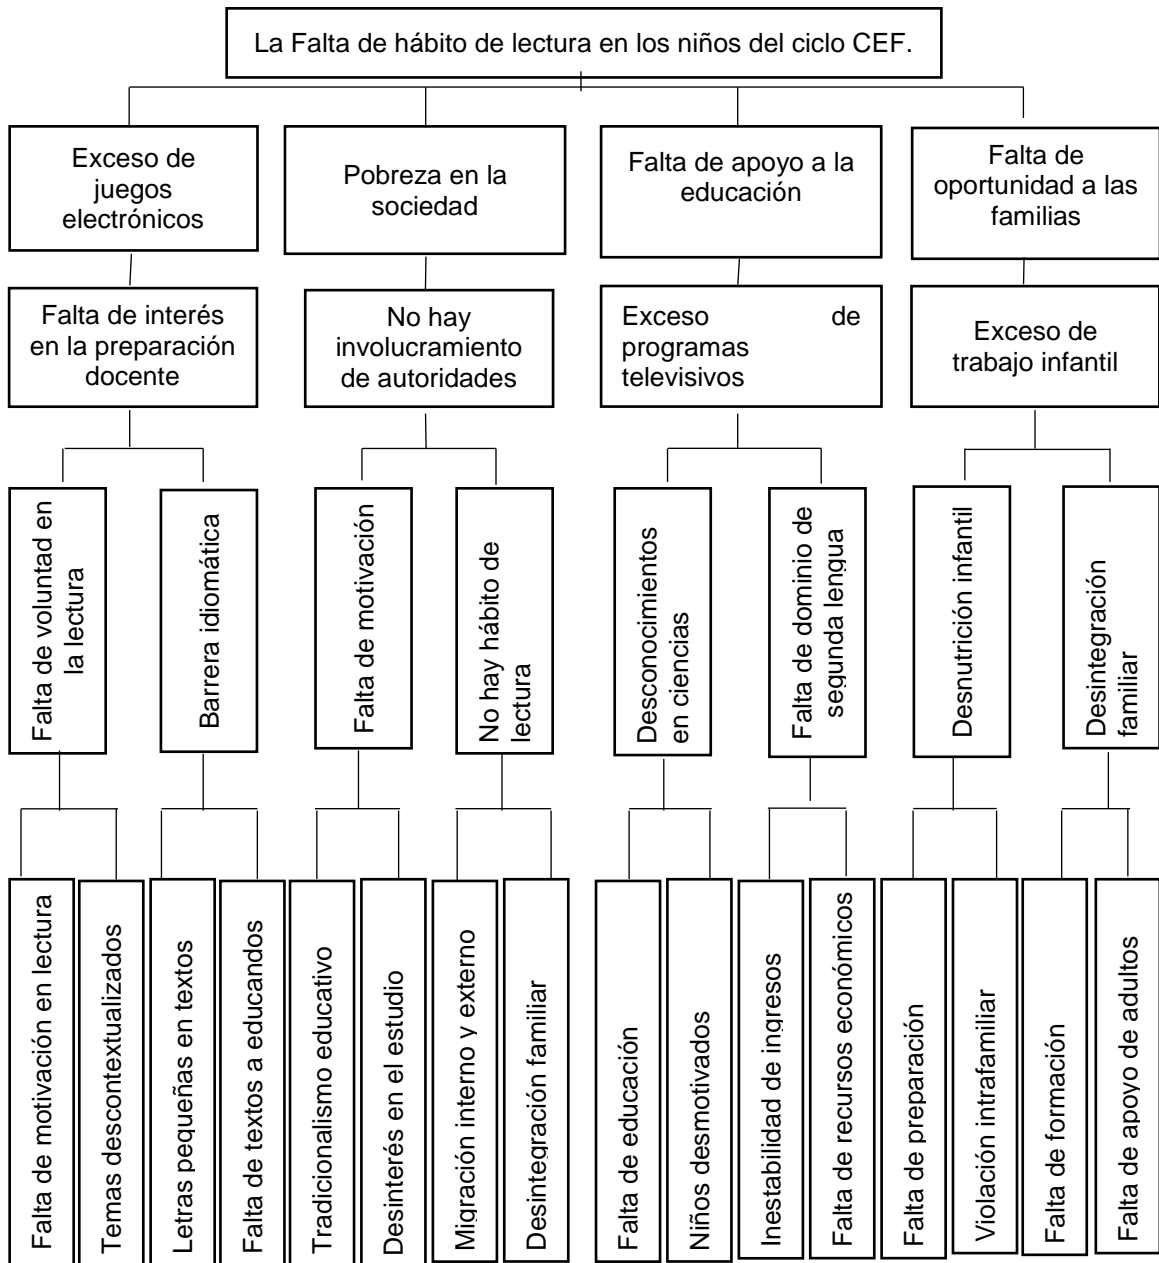 La Falta de hábito de lectura en los niños del ciclo CEF.
Exceso de
juegos
electrónicos
Pobreza en la
sociedad
Falta de apoyo a la
educación
Falta de
oportunidad a las
familias
Falta de interés
en la preparación
docente
No hay
involucramiento
de autoridades
Exceso de
programas
televisivos
Exceso de
trabajo infantil
Falta de voluntad en
la lectura
Barrera idiomática
Falta de motivación
No hay hábito de
lectura
Desconocimientos
en ciencias
Falta de dominio de
segunda lengua
Desnutrición infantil
Desintegración
familiar
Falta de motivación en lectura
Temas descontextualizados
Letras pequeñas en textos
Falta de textos a educandos
Tradicionalismo educativo
Desinterés en el estudio
Migración interno y externo
Desintegración familiar
Falta de educación
Niños desmotivados
Inestabilidad de ingresos
Falta de recursos económicos
Falta de preparación
Violación intrafamiliar
Falta de formación
Falta de apoyo de adultos